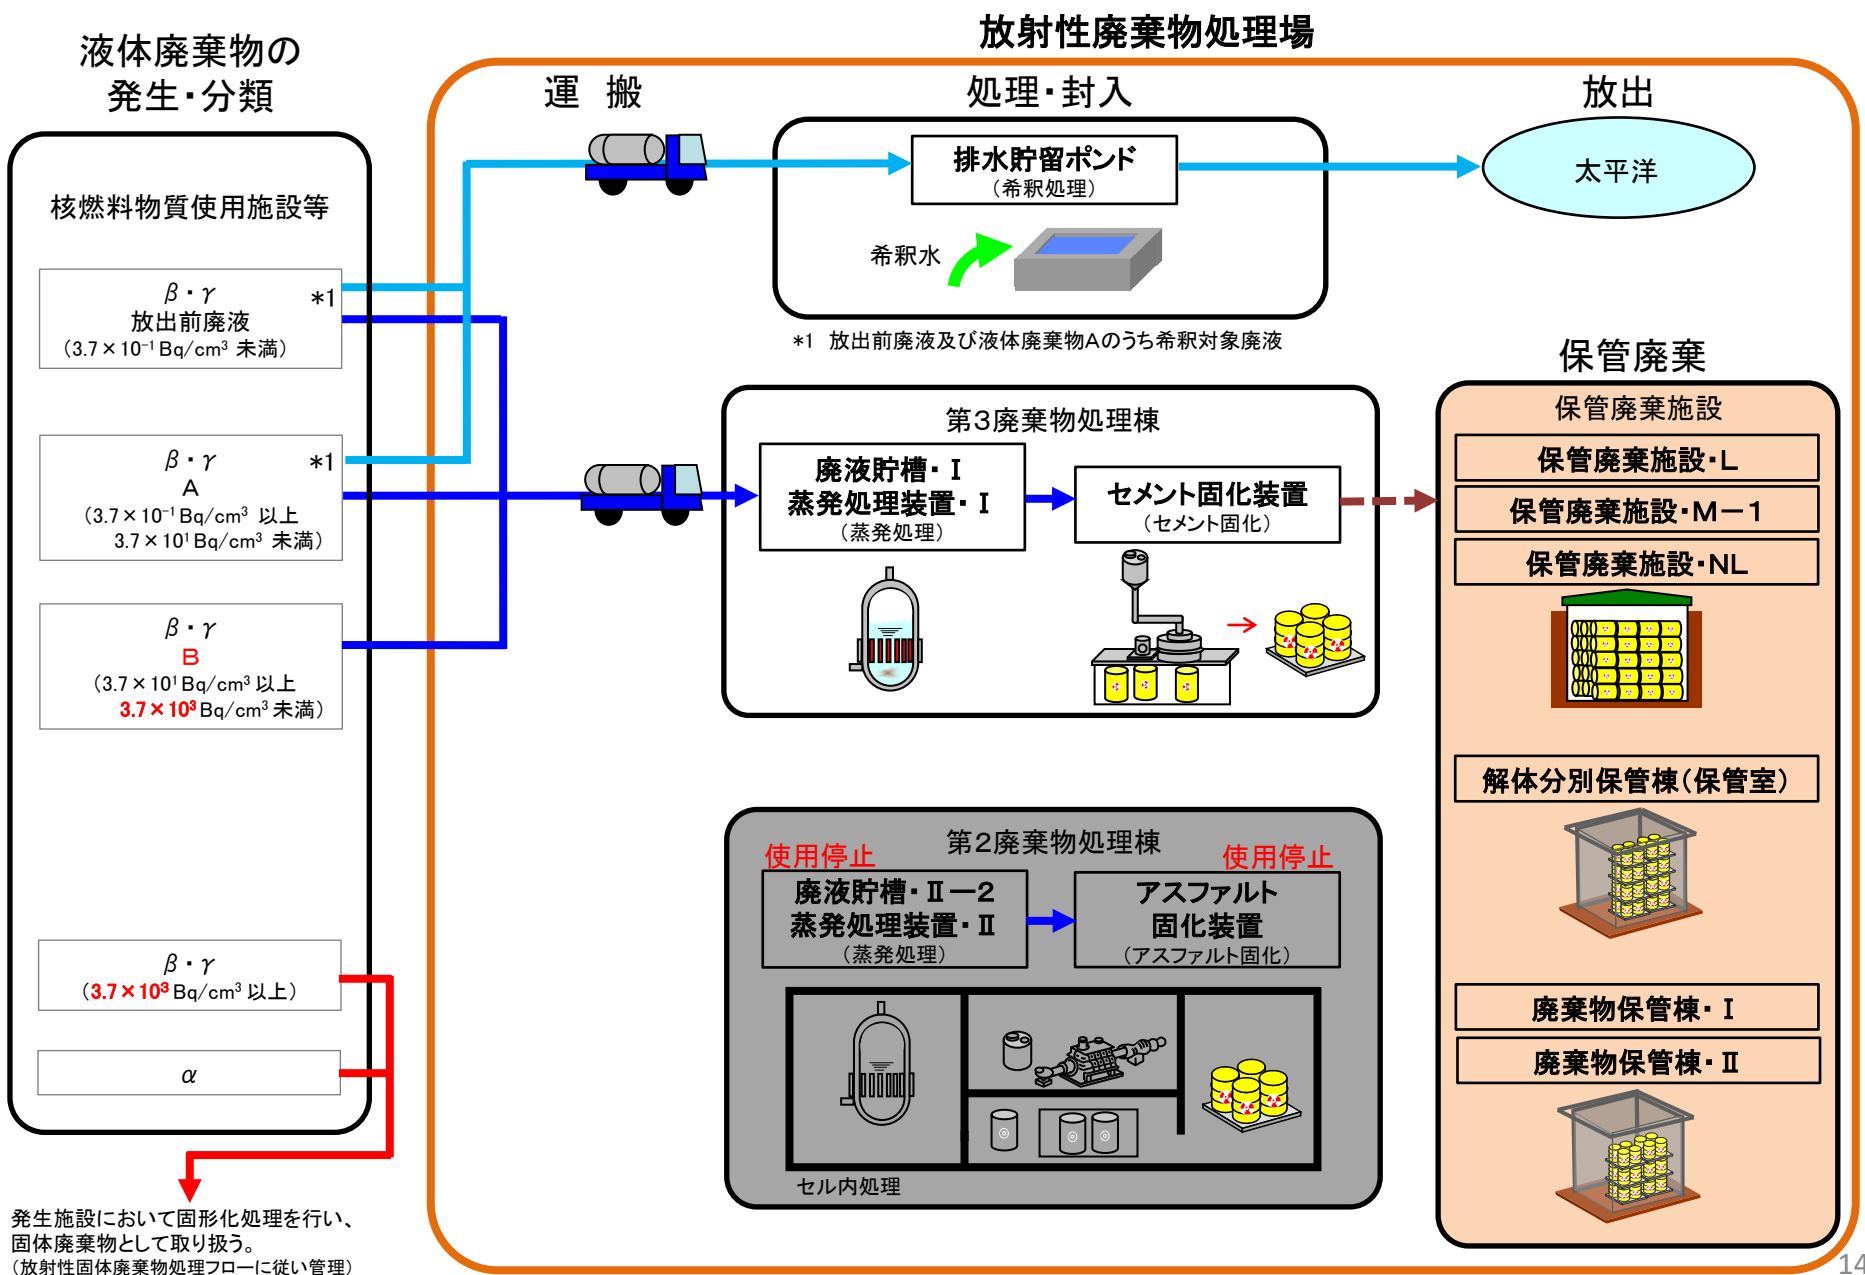 放射性廃棄物処理場
液体廃棄物の
発生・分類
核燃料物質使用施設等
β・γ
放出前廃液
*1
(3.7×10⁻¹Bq/cm³ 未満)
β・γ
*1
A
(3.7×10⁻¹Bq/cm³ 以上
3.7×10¹Bq/cm³ 未満)
β・γ
B
(3.7×10¹Bq/cm³ 以上
3.7×10³Bq/cm³ 未満)
β・γ
(3.7×10³Bq/cm³ 以上)
α
発生施設において固形化処理を行い、
固体廃棄物として取り扱う。
(放射性固体廃棄物処理フローに従い管理)
運 搬
処理・封入
排水貯留ポンド
(希釈処理)
希釈水
*1 放出前廃液及び液体廃棄物Aのうち希釈対象廃液
第3廃棄物処理棟
廃液貯槽・Ⅰ
蒸発処理装置・Ⅰ
(蒸発処理)
セメント固化装置
(セメント固化)
第2廃棄物処理棟
使用停止
使用停止
廃液貯槽・Ⅱ－2
蒸発処理装置・Ⅱ
(蒸発処理)
アスファルト
固化装置
(アスファルト固化)
セル内処理
放出
太平洋
保管廃棄
保管廃棄施設
保管廃棄施設・L
保管廃棄施設・M－1
保管廃棄施設・NL
解体分別保管棟(保管室)
廃棄物保管棟・Ⅰ
廃棄物保管棟・Ⅱ
14